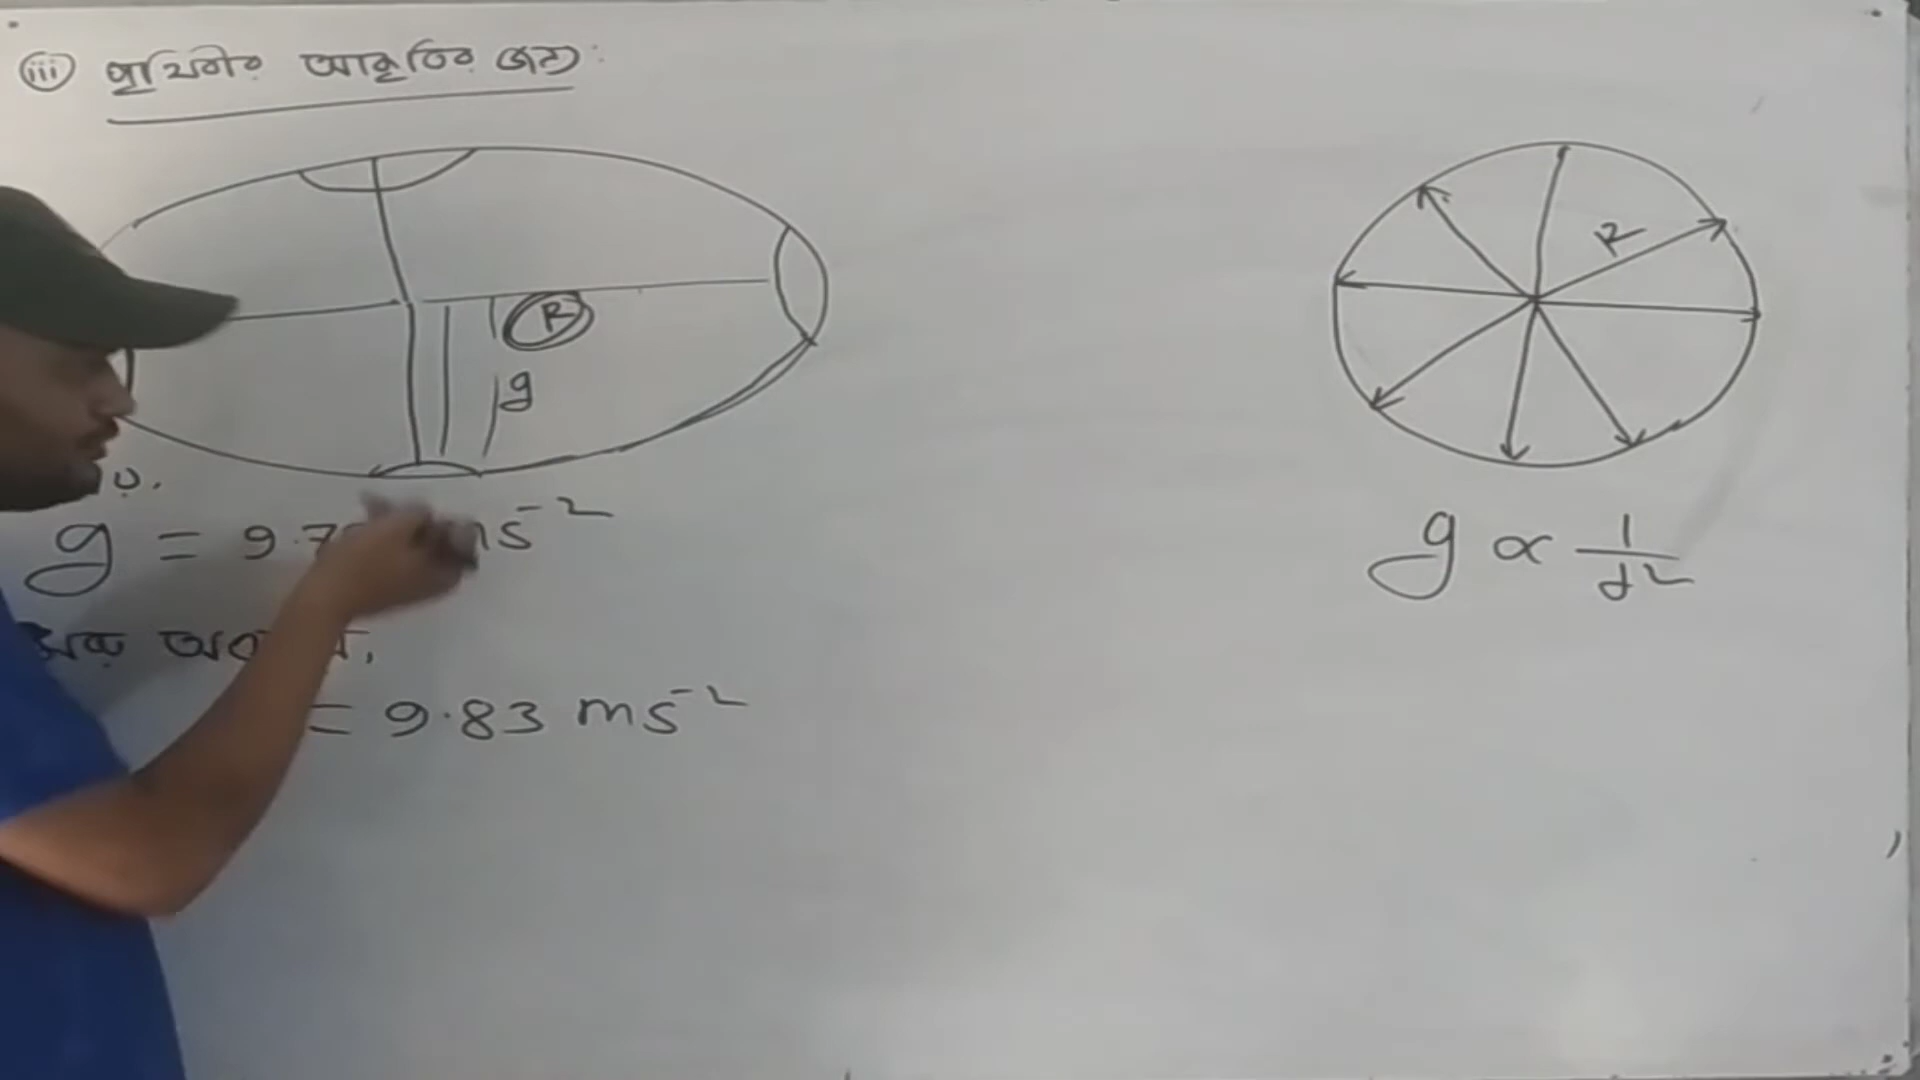 iii পৃথিবীর আকৃতির জন্য:
R
g
g = 9.7 ms⁻²
= 9.83 ms⁻²
R
g ∝ 1/d²